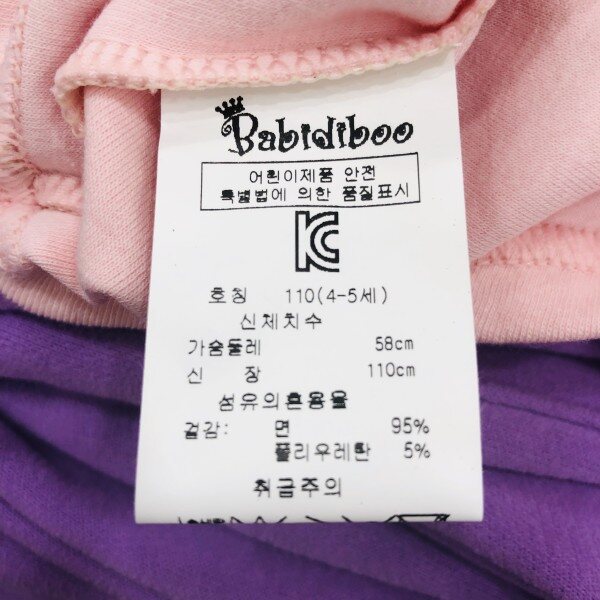 Babidiboo
어린이제품 안전
특별법에 의한 품질표시
KC
호칭 110(4-5세)
신체치수
가슴둘레 58cm
신 장 110cm
섬유의혼용율
겉감: 면 95%
폴리우레탄 5%
취급주의